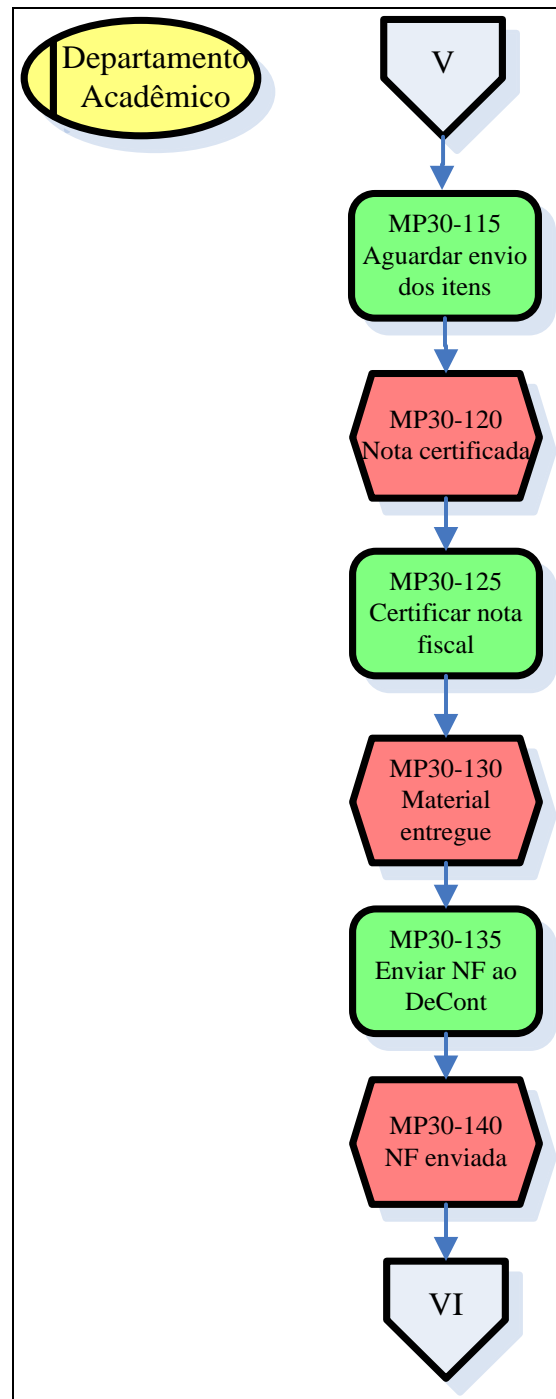 Departamento
Acadêmico
V
MP30-115
Aguardar envio
dos itens
MP30-120
Nota certificada
MP30-125
Certificar nota
fiscal
MP30-130
Material
entregue
MP30-135
Enviar NF ao
DeCont
MP30-140
NF enviada
VI